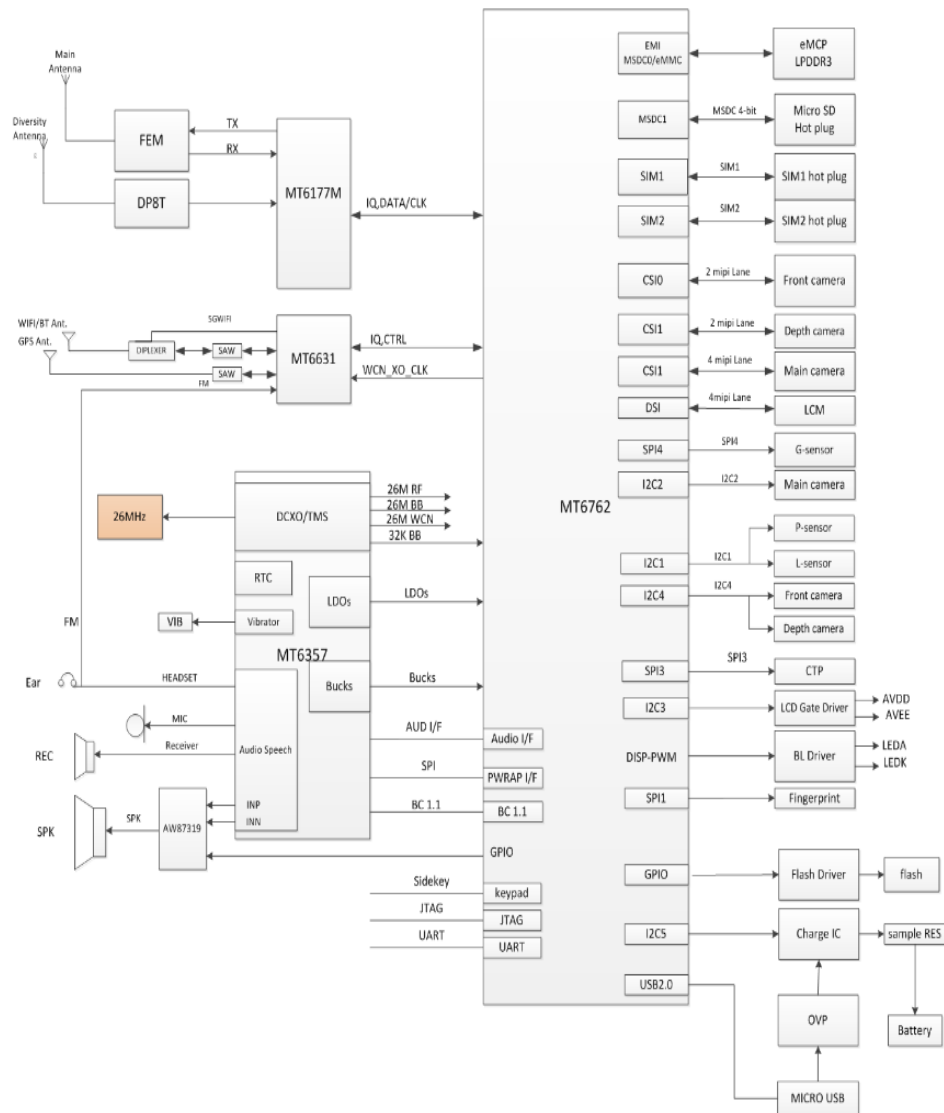 Main
Antenna
Diversity
Antenna
FEM
TX
RX
DP8T
MT6177M
IQ,DATA/CLK
WIFI/BT Ant.
GPS Ant.
5GWIFI
DIPLEXER
SAW
SAW
FM
MT6631
IQ,CTRL
WCN_XO_CLK
26MHz
DCXO/TMS
26M RF
26M BB
26M WCN
32K BB
RTC
LDOs
LDOs
VIB
Vibrator
MT6357
Bucks
Bucks
FM
Ear
HEADSET
MIC
REC
Receiver
Audio Speech
AUD I/F
SPI
BC 1.1
INP
INN
SPK
SPK
AW87319
Audio I/F
PWRAP I/F
BC 1.1
GPIO
Sidekey
keypad
JTAG
JTAG
UART
UART
MT6762
EMI
MSDC0/eMMC
eMCP
LPDDR3
MSDC1
MSDC 4-bit
Micro SD
Hot plug
SIM1
SIM1
SIM1 hot plug
SIM2
SIM2
SIM2 hot plug
CSI0
2 mipi Lane
Front camera
CSI1
2 mipi Lane
Depth camera
CSI1
4 mipi Lane
Main camera
DSI
4mipi Lane
LCM
SPI4
SPI4
G-sensor
I2C2
I2C2
Main camera
P-sensor
I2C1
I2C1
L-sensor
I2C4
I2C4
Front camera
Depth camera
SPI3
SPI3
CTP
I2C3
LCD Gate Driver
AVDD
AVEE
DISP-PWM
BL Driver
LEDA
LEDK
SPI1
Fingerprint
GPIO
Flash Driver
flash
I2C5
Charge IC
sample RES
USB2.0
OVP
Battery
MICRO USB